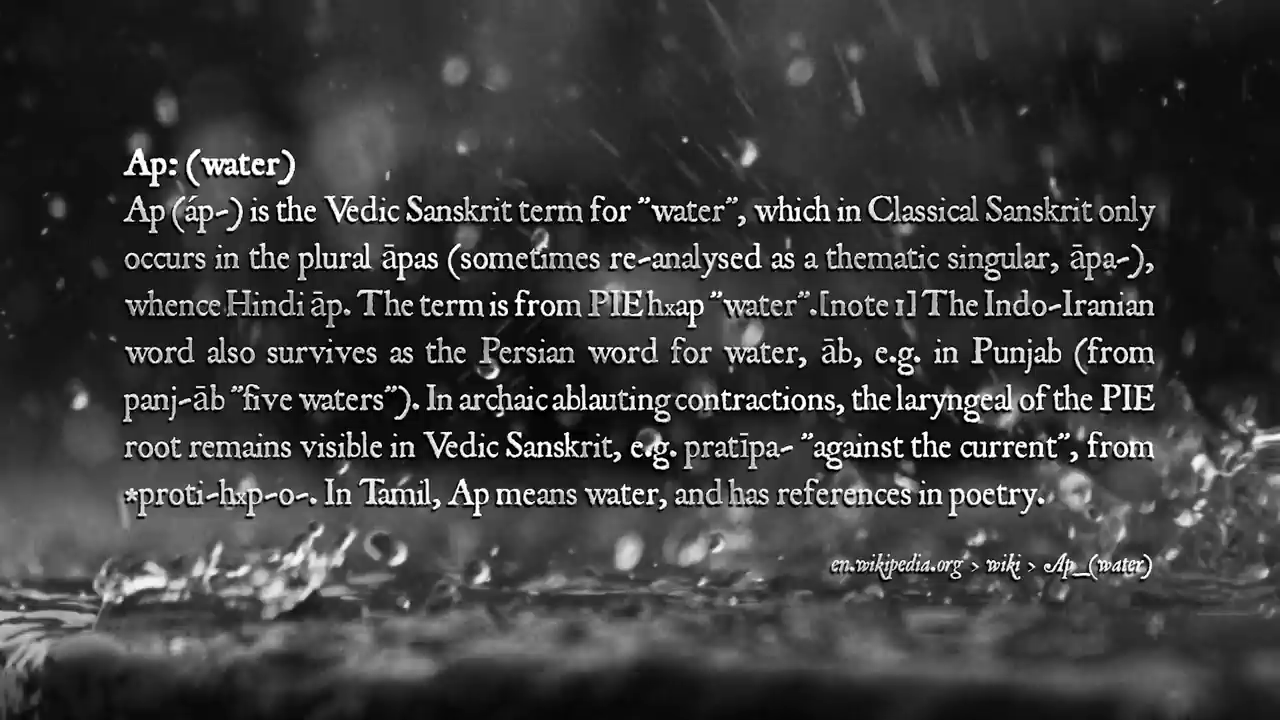 Ap: (water)
Ap (áp-) is the Vedic Sanskrit term for "water", which in Classical Sanskrit only
occurs in the plural āpas (sometimes re-analysed as a thematic singular, āpa-),
whence Hindi āp. The term is from PIE hxap "water".[note 1] The Indo-Iranian
word also survives as the Persian word for water, āb, e.g. in Punjab (from
panj-āb "five waters"). In archaic ablauting contractions, the laryngeal of the PIE
root remains visible in Vedic Sanskrit, e.g. pratīpa- "against the current", from
*proti-hxp-o-. In Tamil, Ap means water, and has references in poetry.
en.wikipedia.org > wiki > Ap_(water)